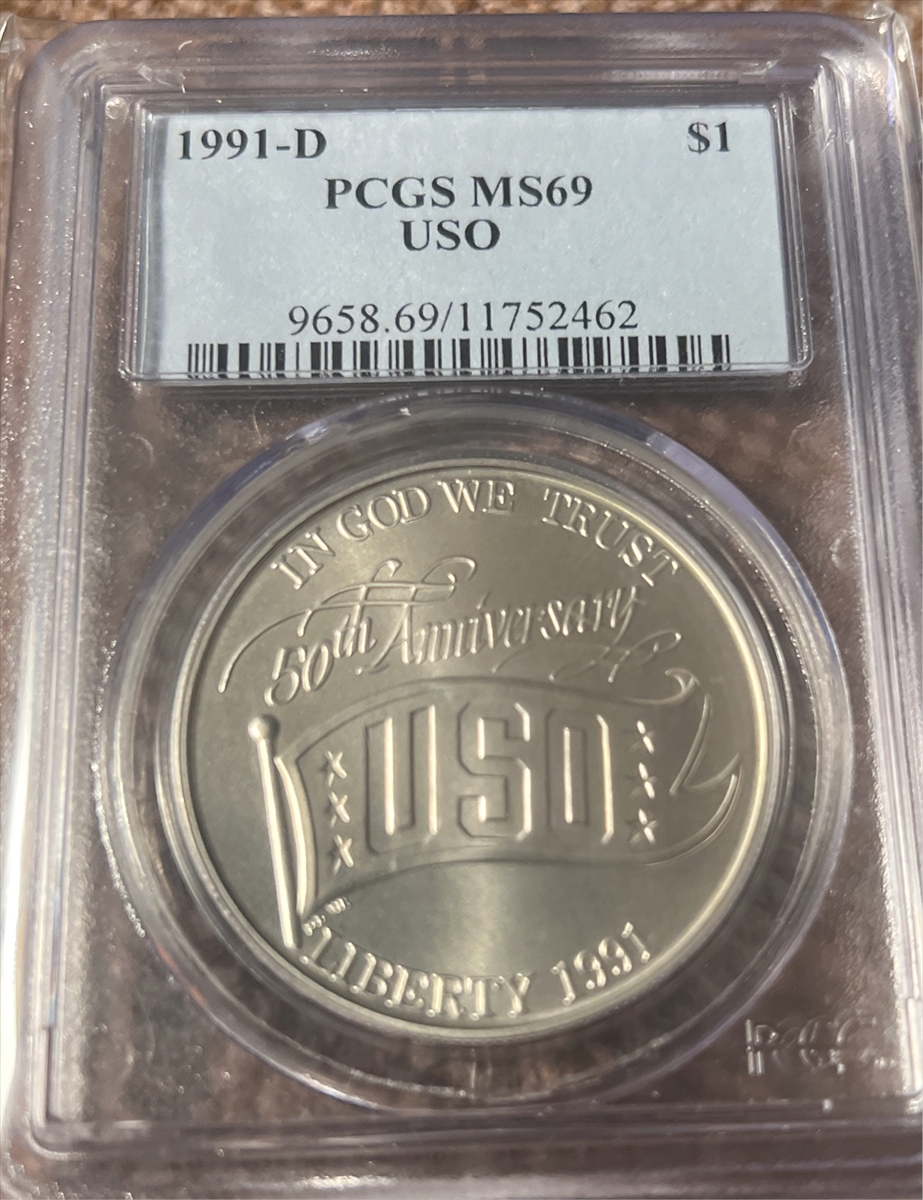 1991-D $1
PCGS MS69
USO
9658.69/11752462
IN GOD WE TRUST
50th Anniversary
USO
LIBERTY 1991